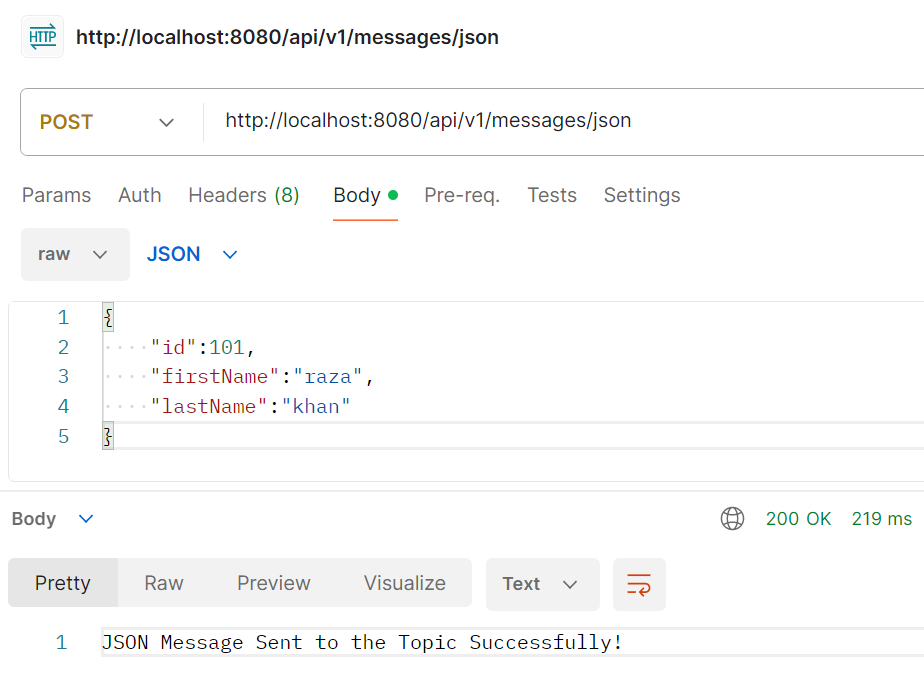 HTTP http://localhost:8080/api/v1/messages/json
POST http://localhost:8080/api/v1/messages/json
Params Auth Headers (8) Body Pre-req. Tests Settings
raw JSON
1 {
2 "id":101,
3 "firstName":"raza",
4 "lastName":"khan"
5 }
Body 200 OK 219 ms
Pretty Raw Preview Visualize Text
1 JSON Message Sent to the Topic Successfully!